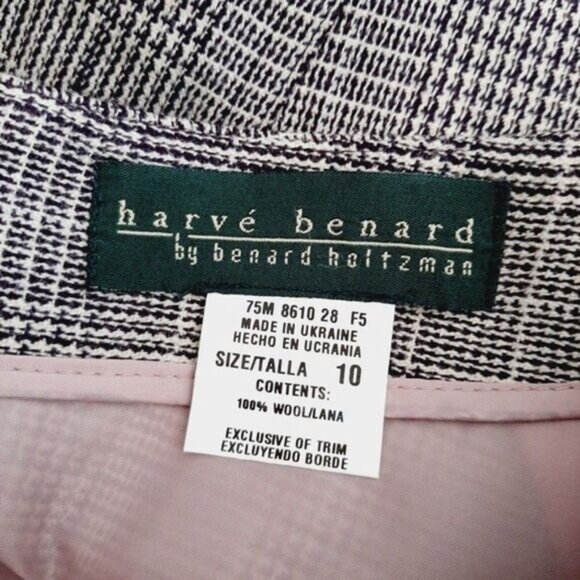 harvé benard
by benard holtzman
75M 8610 28 F5
MADE IN UKRAINE
HECHO EN UCRANIA
SIZE/TALLA 10
CONTENTS:
100% WOOL/LANA
EXCLUSIVE OF TRIM
EXCLUYENDO BORDE